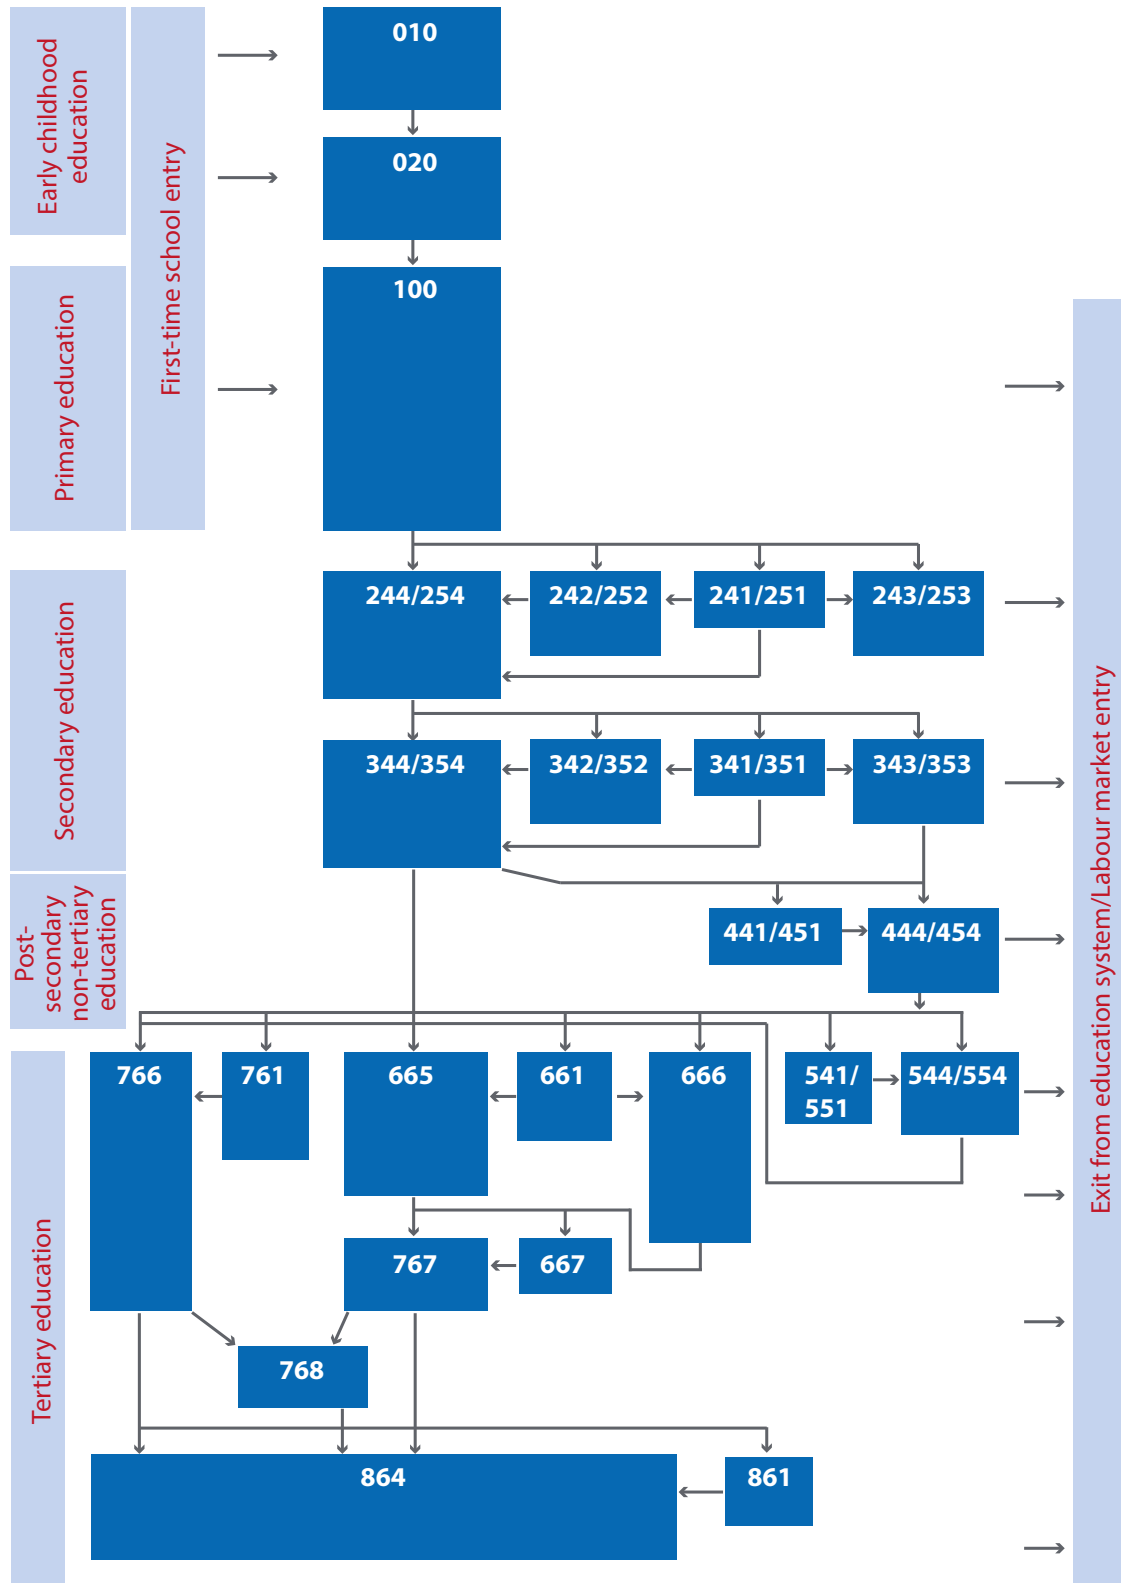 Early childhood
education
First-time school entry
010
020
Primary education
100
Secondary education
244/254
242/252
241/251
243/253
344/354
342/352
341/351
343/353
Post-
secondary
non-tertiary
education
441/451
444/454
Tertiary education
766
761
665
661
666
541/
551
544/554
767
667
768
864
861
Exit from education system/Labour market entry